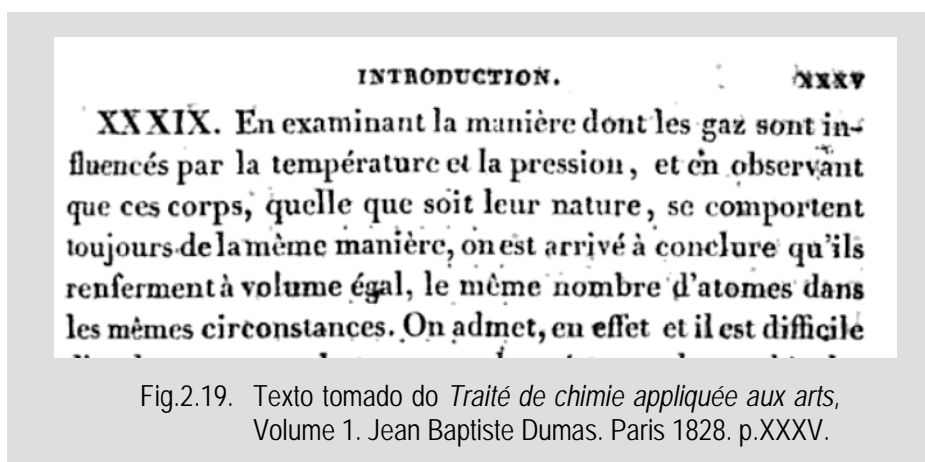 INTRODUCTION. XXXV
XXXIX. En examinant la manière dont les gaz sont in-
fluencés par la température et la pression, et en observant
que ces corps, quelle que soit leur nature, se comportent
toujours de la même manière, on est arrivé à conclure qu'ils
renferment à volume égal, le même nombre d'atomes dans
les mêmes circonstances. On admet, en effet et il est difficile
Fig.2.19. Texto tomado do Traité de chimie appliquée aux arts,
Volume 1. Jean Baptiste Dumas. Paris 1828. p.XXXV.